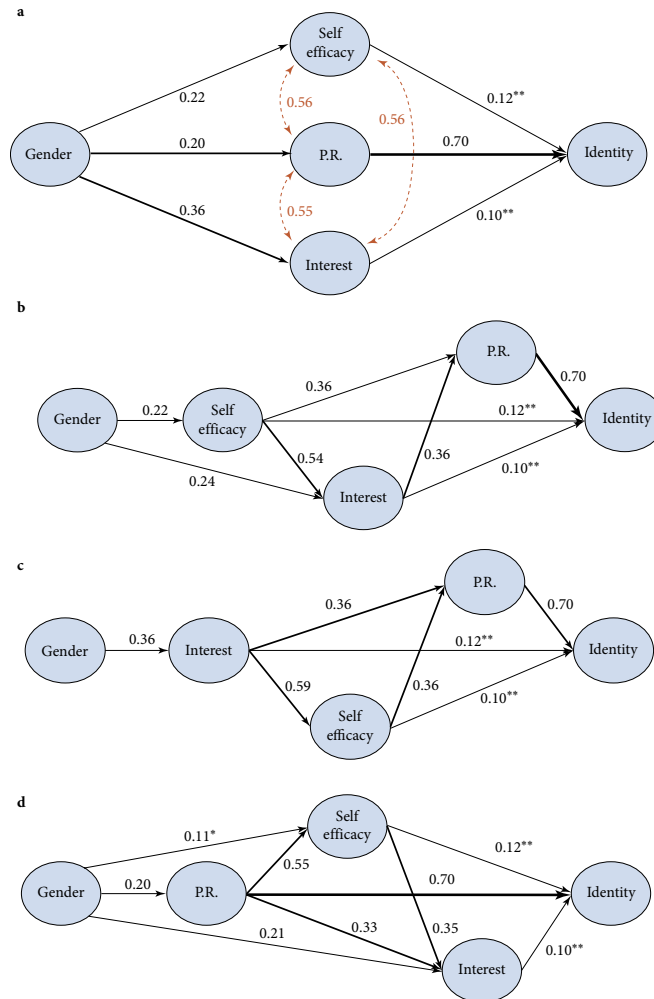 a
Self
efficacy
0.22
0.12**
0.56
0.56
Gender
0.20
P.R.
0.70
Identity
0.36
0.55
0.10**
Interest
b
P.R.
0.36
0.70
Gender
0.22
Self
efficacy
0.12**
Identity
0.54
0.36
0.24
0.10**
Interest
c
P.R.
0.36
0.70
Gender
0.36
Interest
0.12**
Identity
0.59
0.36
0.10**
Self
efficacy
d
Self
efficacy
0.11*
0.12**
0.55
0.70
Gender
0.20
P.R.
Identity
0.33
0.35
0.21
0.10**
Interest